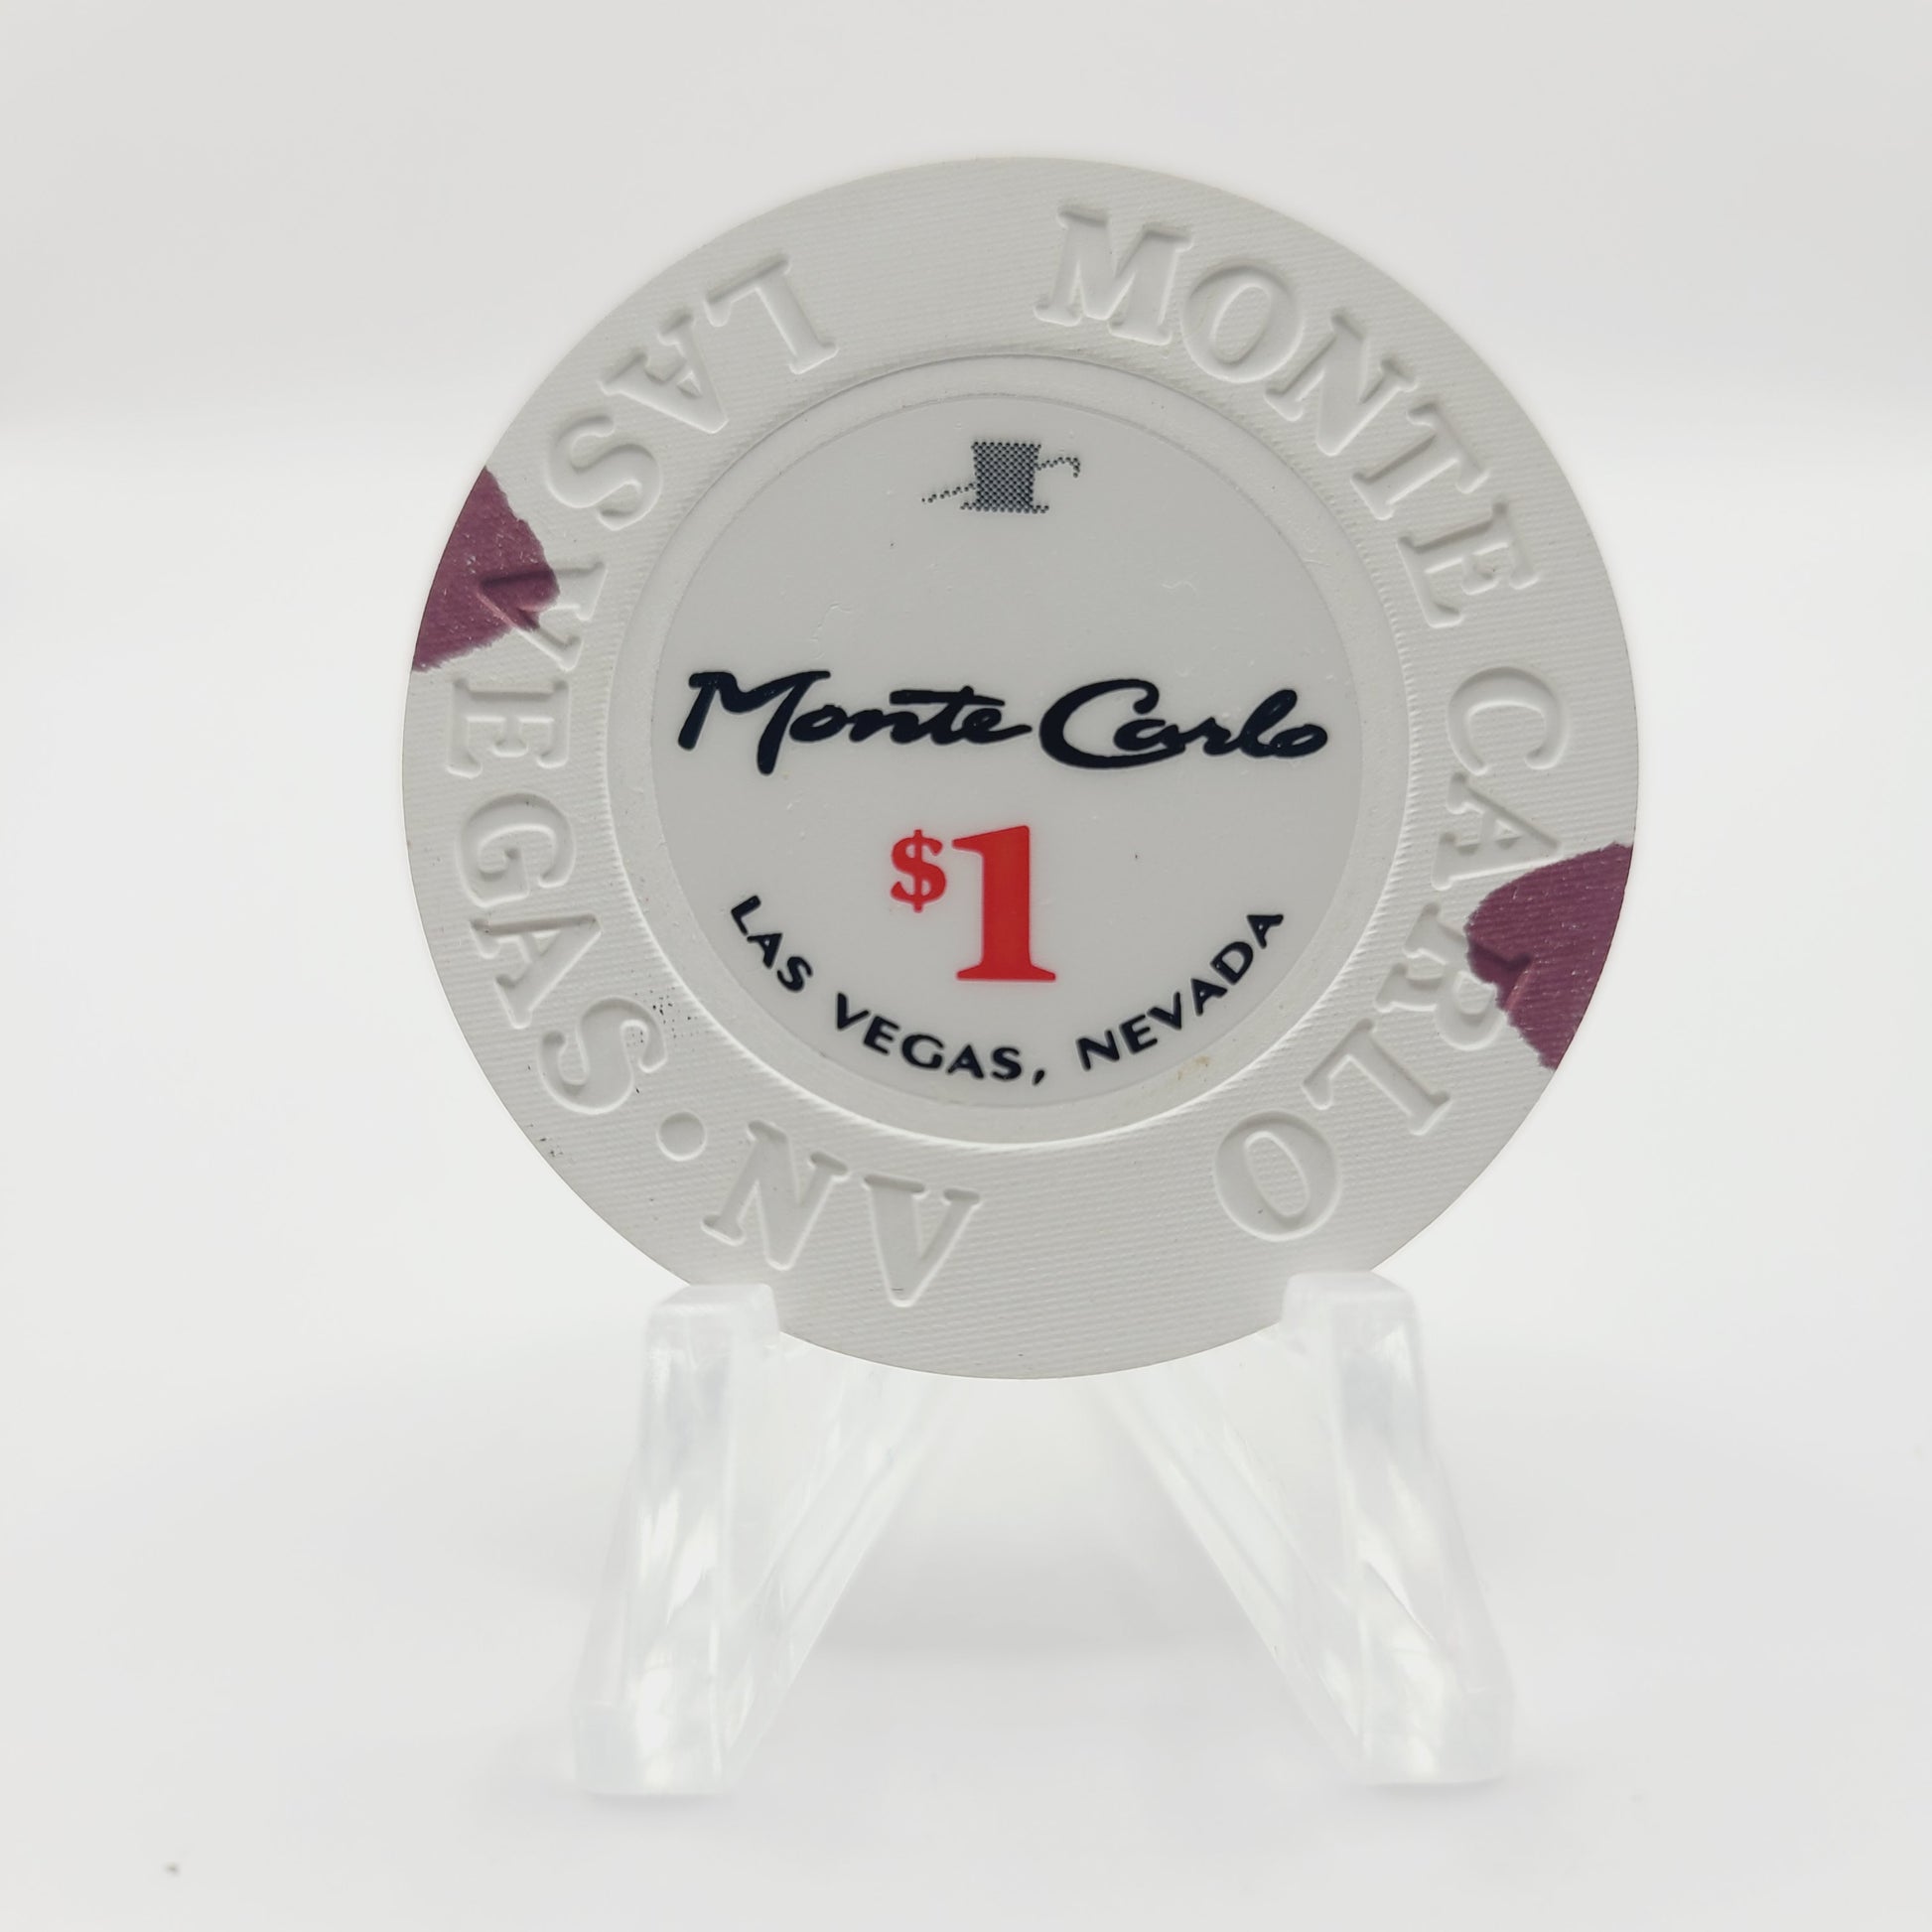 MONTE CARLO
LAS VEGAS • NV
Monte Carlo
$1
LAS VEGAS, NEVADA